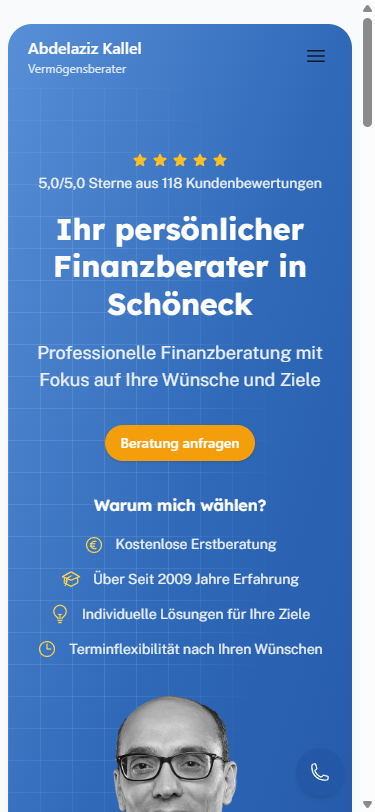 Abdelaziz Kallel
Vermögensberater
5,0/5,0 Sterne aus 118 Kundenbewertungen
Ihr persönlicher
Finanzberater in
Schöneck
Professionelle Finanzberatung mit
Fokus auf Ihre Wünsche und Ziele
Beratung anfragen
Warum mich wählen?
Kostenlose Erstberatung
Über Seit 2009 Jahre Erfahrung
Individuelle Lösungen für Ihre Ziele
Terminflexibilität nach Ihren Wünschen